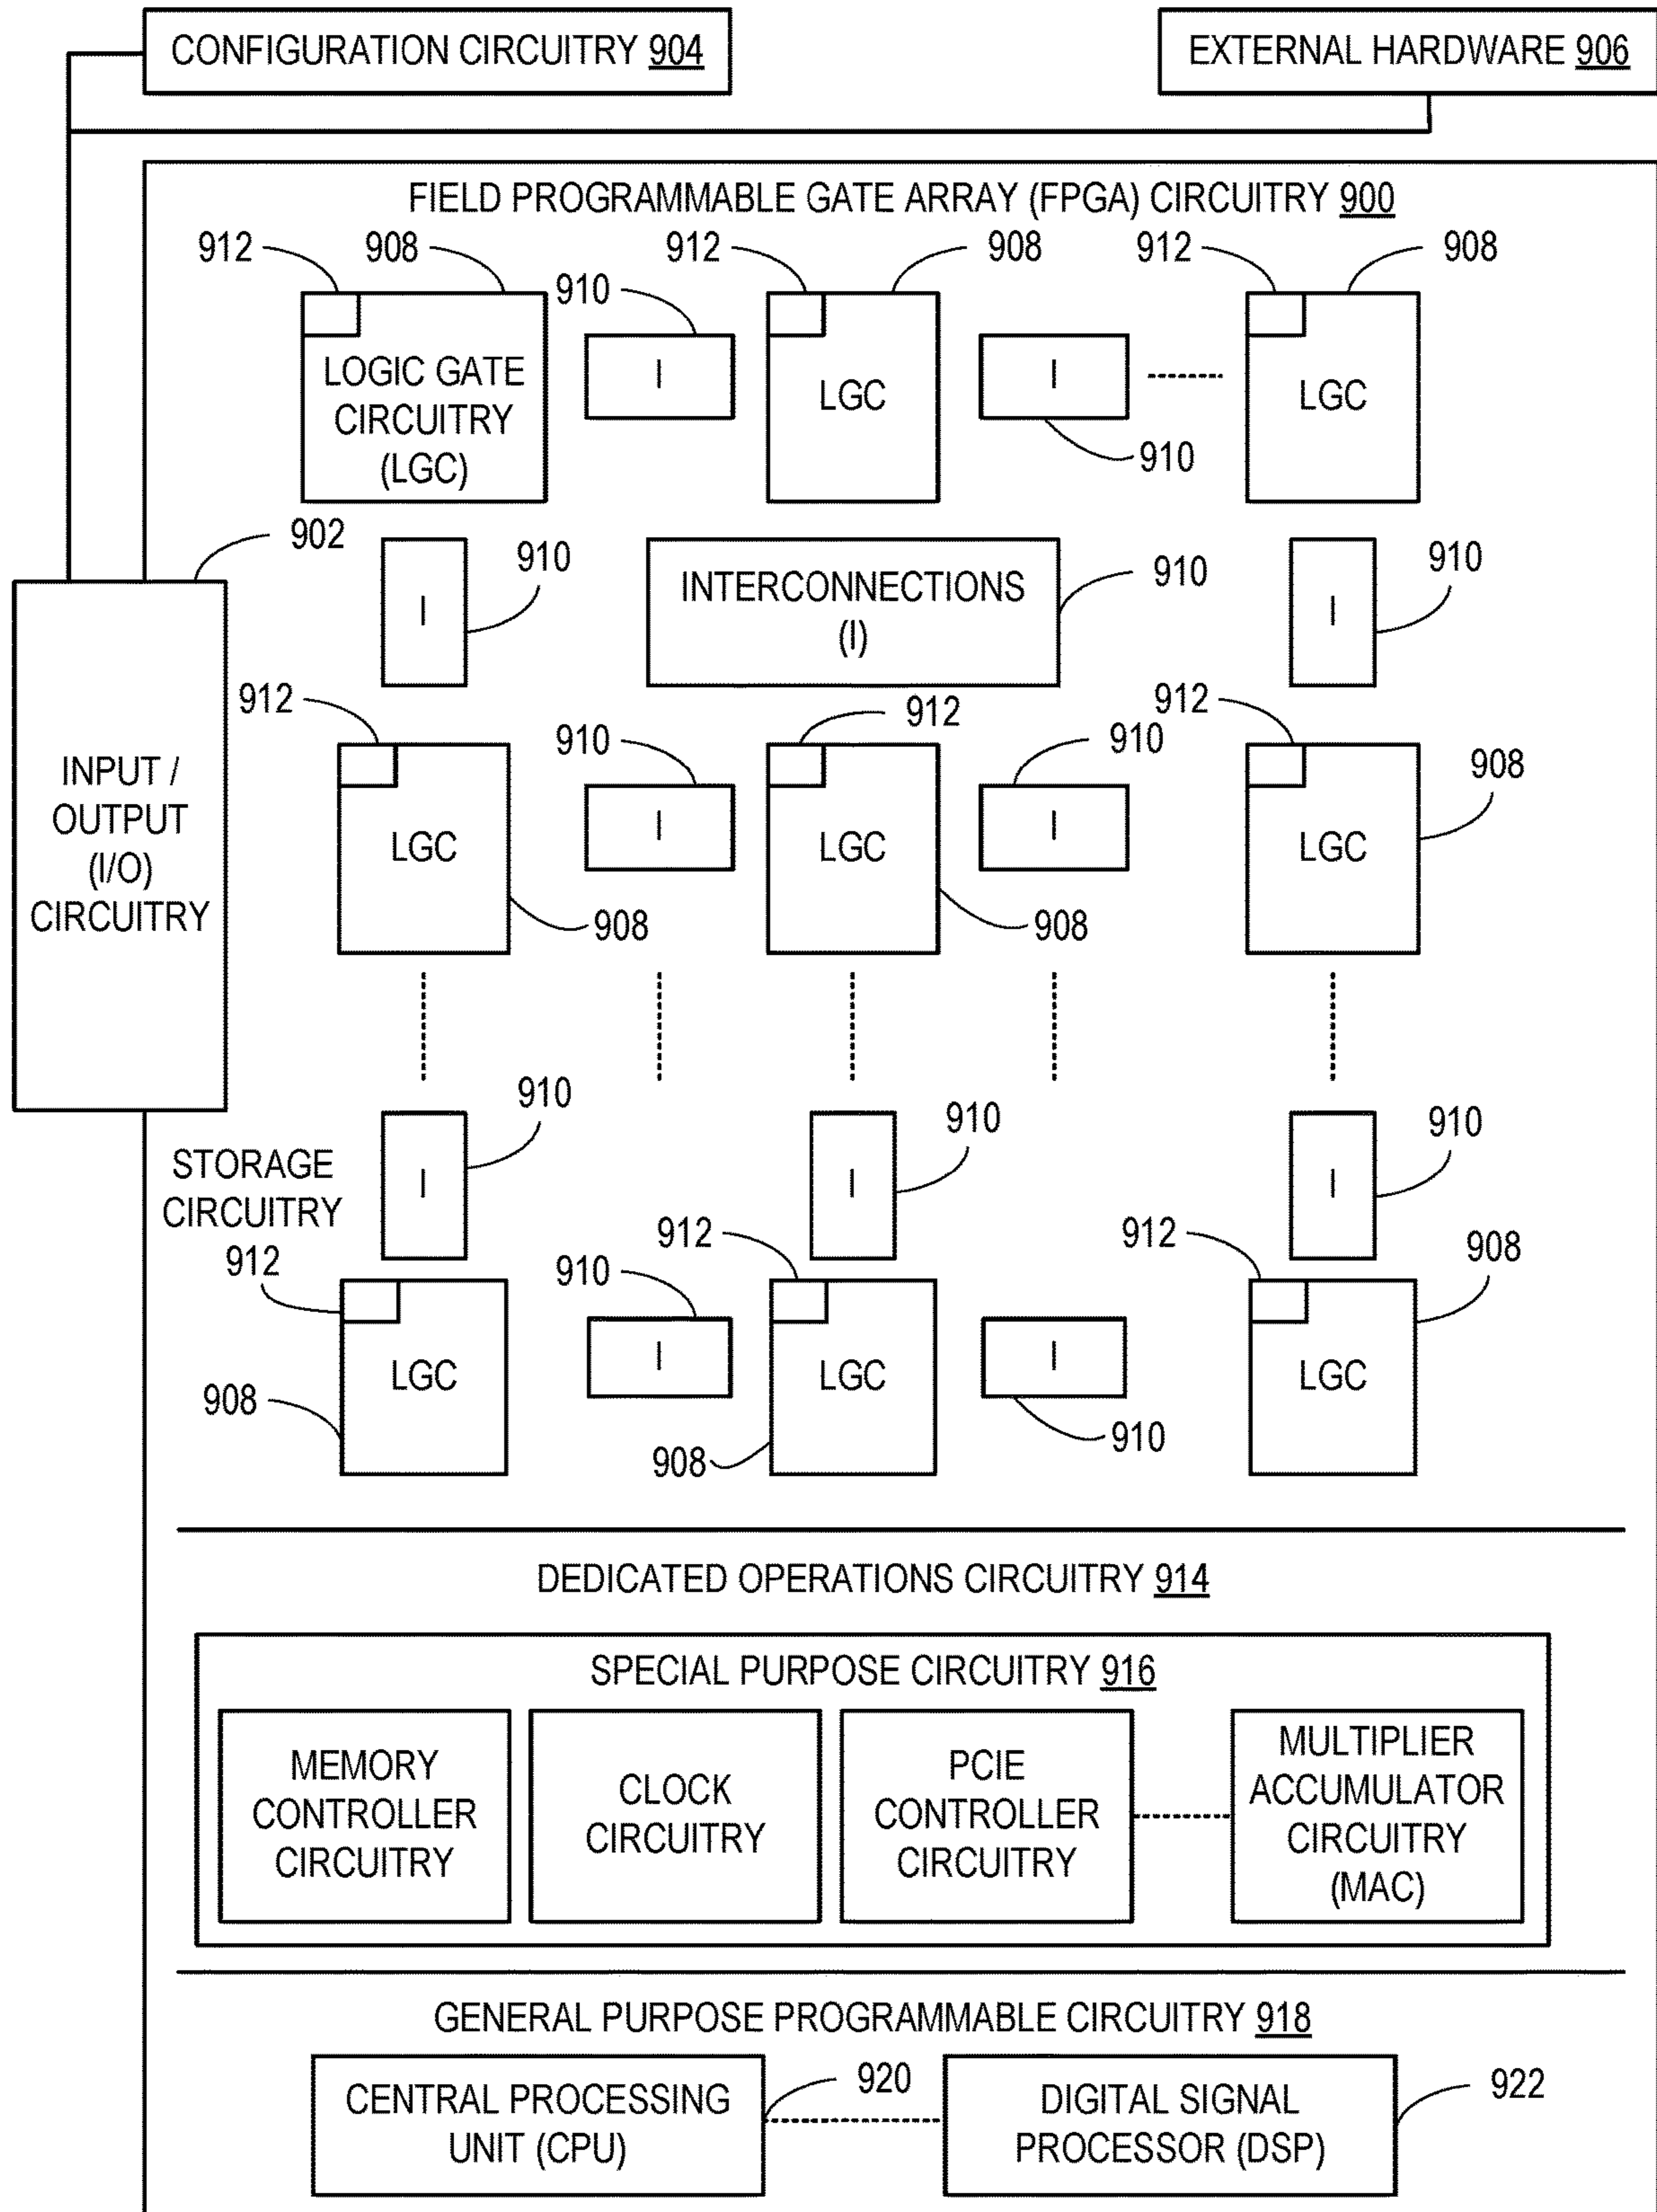 CONFIGURATION CIRCUITRY 904
EXTERNAL HARDWARE 906
FIELD PROGRAMMABLE GATE ARRAY (FPGA) CIRCUITRY 900
912
908
912
908
912
908
910
LOGIC GATE
CIRCUITRY
(LGC)
I
LGC
I
LGC
910
902
910
INTERCONNECTIONS
(I)
910
910
I
I
912
912
912
910
910
908
INPUT /
OUTPUT
(I/O)
CIRCUITRY
LGC
I
LGC
I
LGC
908
908
910
910
910
STORAGE
CIRCUITRY
I
I
I
912
912
912
908
910
LGC
I
LGC
I
LGC
908
908
910
DEDICATED OPERATIONS CIRCUITRY 914
SPECIAL PURPOSE CIRCUITRY 916
MEMORY
CONTROLLER
CIRCUITRY
CLOCK
CIRCUITRY
PCIE
CONTROLLER
CIRCUITRY
MULTIPLIER
ACCUMULATOR
CIRCUITRY
(MAC)
GENERAL PURPOSE PROGRAMMABLE CIRCUITRY 918
CENTRAL PROCESSING
UNIT (CPU)
920
DIGITAL SIGNAL
PROCESSOR (DSP)
922